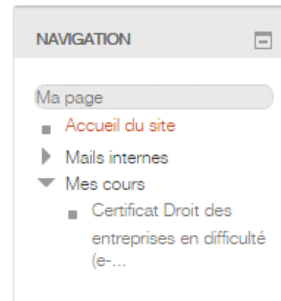 NAVIGATION
Ma page
Accueil du site
Mails internes
Mes cours
Certificat Droit des
entreprises en difficulté
(e-...